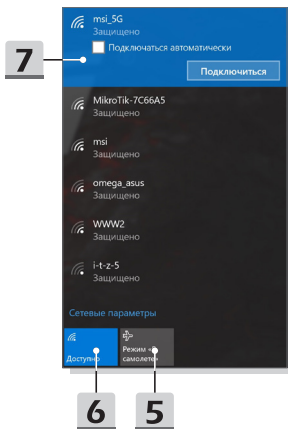 msi_5G
Защищено
Подключаться автоматически
7
Подключиться
MikroTik-7C66A5
Защищено
msi
Защищено
omega_asus
Защищено
WWW2
Защищено
i-t-z-5
Защищено
Сетевые параметры
Режим «
Доступно
самолете»
6
5